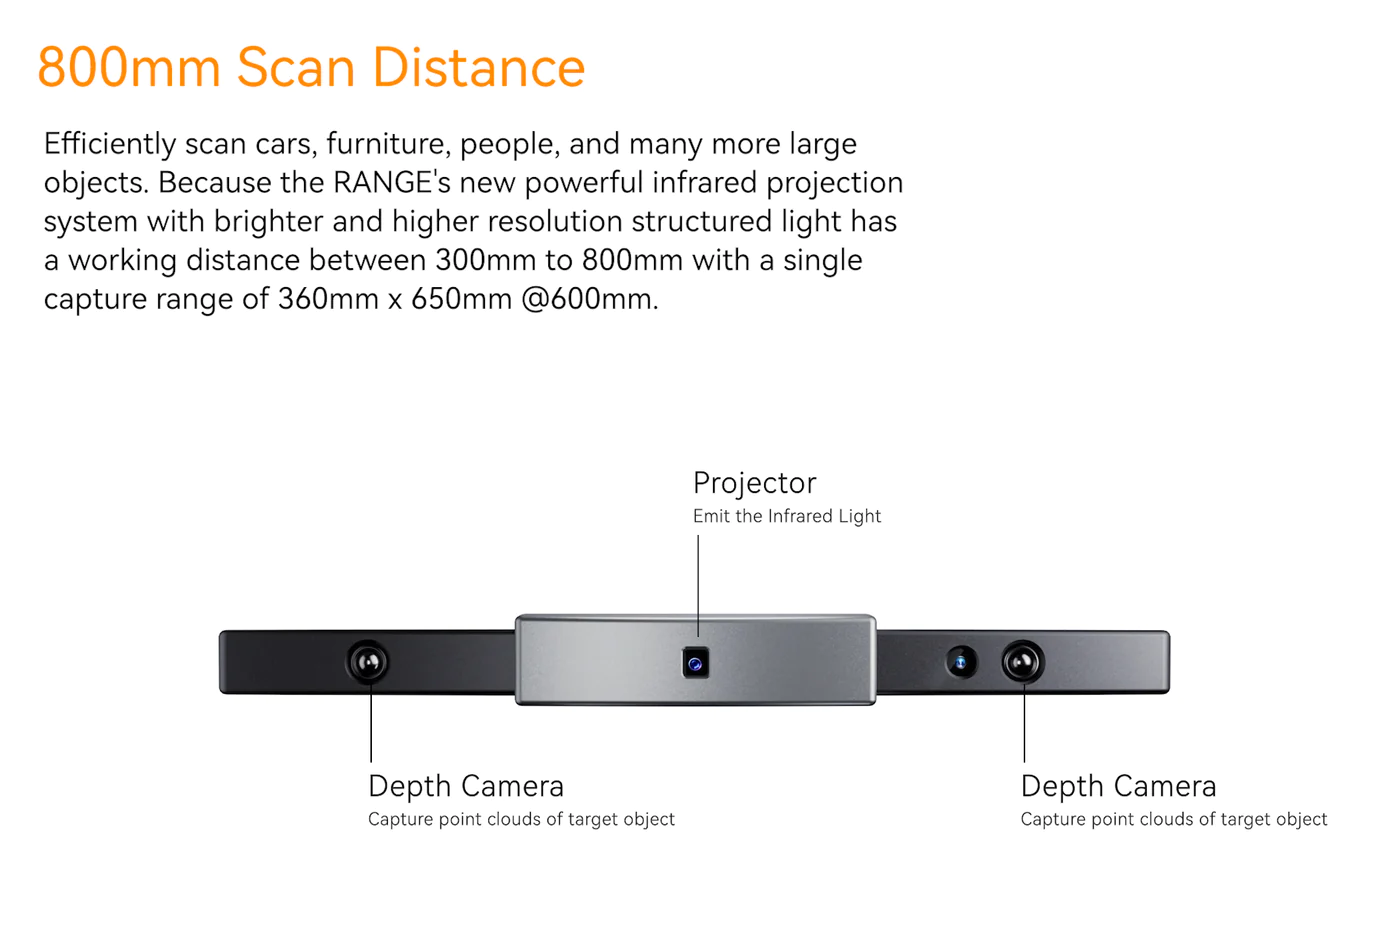 800mm Scan Distance
Efficiently scan cars, furniture, people, and many more large
objects. Because the RANGE's new powerful infrared projection
system with brighter and higher resolution structured light has
a working distance between 300mm to 800mm with a single
capture range of 360mm x 650mm @600mm.
Projector
Emit the Infrared Light
Depth Camera
Capture point clouds of target object
Depth Camera
Capture point clouds of target object